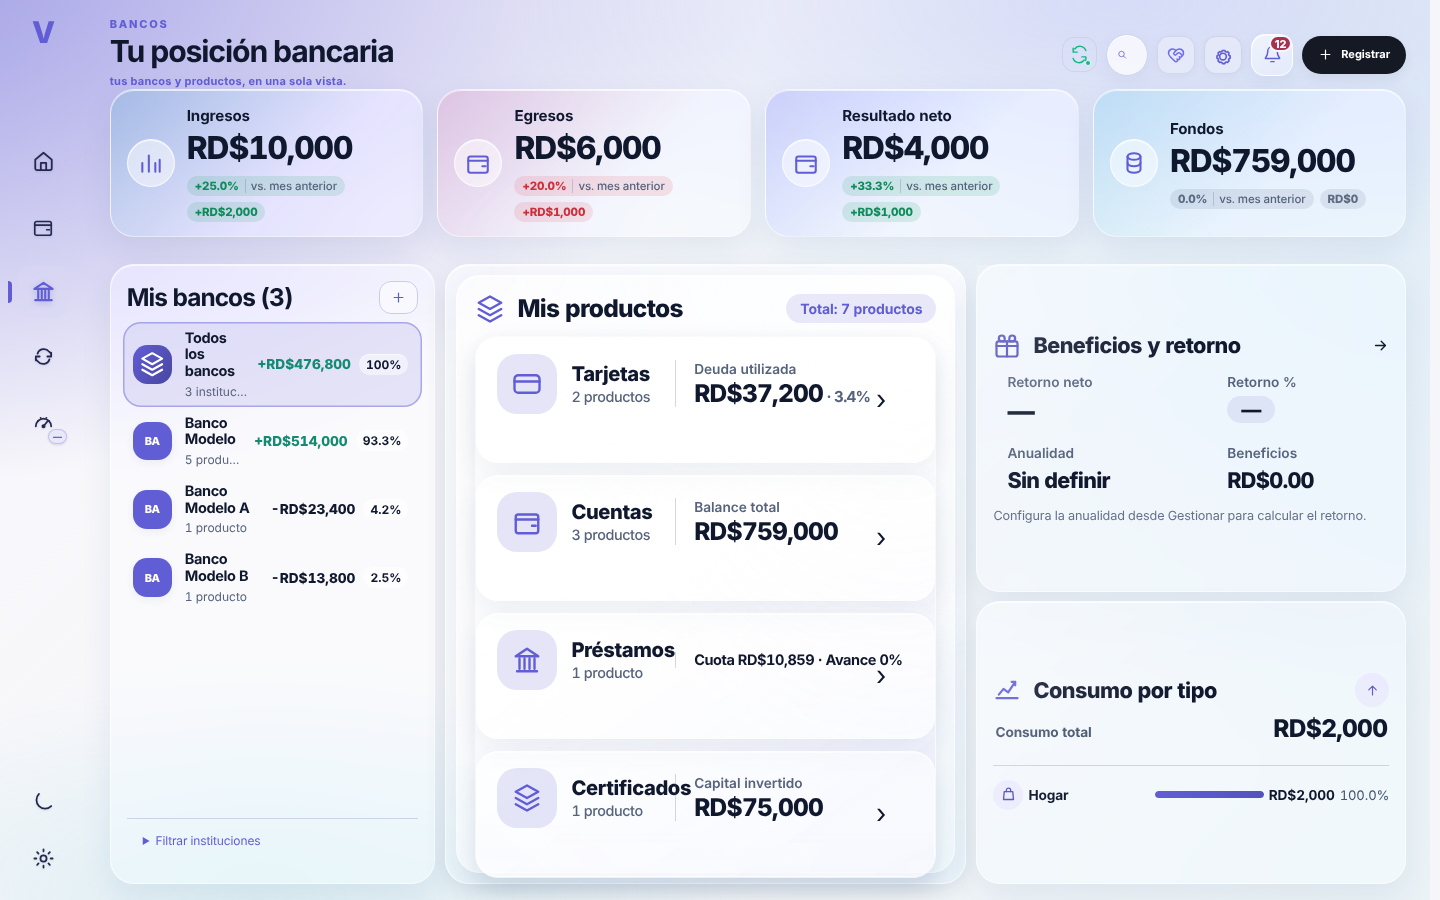 V
BANCOS
Tu posición bancaria
tus bancos y productos, en una sola vista.
12
Registrar
Ingresos
RD$10,000
+25.0% vs. mes anterior
+RD$2,000
Egresos
RD$6,000
+20.0% vs. mes anterior
+RD$1,000
Resultado neto
RD$4,000
+33.3% vs. mes anterior
+RD$1,000
Fondos
RD$759,000
0.0% vs. mes anterior RD$0
Mis bancos (3)
Todos
los
bancos
3 instituc...
+RD$476,800 100%
BA
Banco
Modelo
5 produ...
+RD$514,000 93.3%
BA
Banco
Modelo A
1 producto
-RD$23,400 4.2%
BA
Banco
Modelo B
1 producto
-RD$13,800 2.5%
Filtrar instituciones
Mis productos
Total: 7 productos
Tarjetas
2 productos
Deuda utilizada
RD$37,200 · 3.4%
Cuentas
3 productos
Balance total
RD$759,000
Préstamos
1 producto
Cuota RD$10,859 · Avance 0%
Certificados
1 producto
Capital invertido
RD$75,000
Beneficios y retorno
Retorno neto
—
Retorno %
—
Anualidad
Sin definir
Beneficios
RD$0.00
Configura la anualidad desde Gestionar para calcular el retorno.
Consumo por tipo
Consumo total
RD$2,000
Hogar
RD$2,000 100.0%